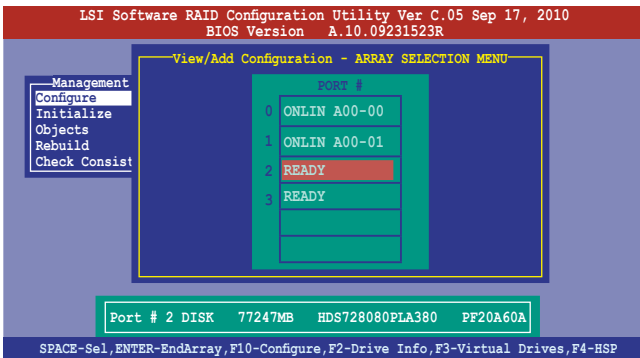 LSI Software RAID Configuration Utility Ver C.05 Sep 17, 2010
BIOS Version A.10.09231523R
View/Add Configuration - ARRAY SELECTION MENU
Management
Configure
Initialize
Objects
Rebuild
Check Consist
PORT #
0 ONLIN A00-00
1 ONLIN A00-01
2 READY
3 READY
Port # 2 DISK 77247MB HDS728080PLA380 PF20A60A
SPACE-Sel,ENTER-EndArray,F10-Configure,F2-Drive Info,F3-Virtual Drives,F4-HSP